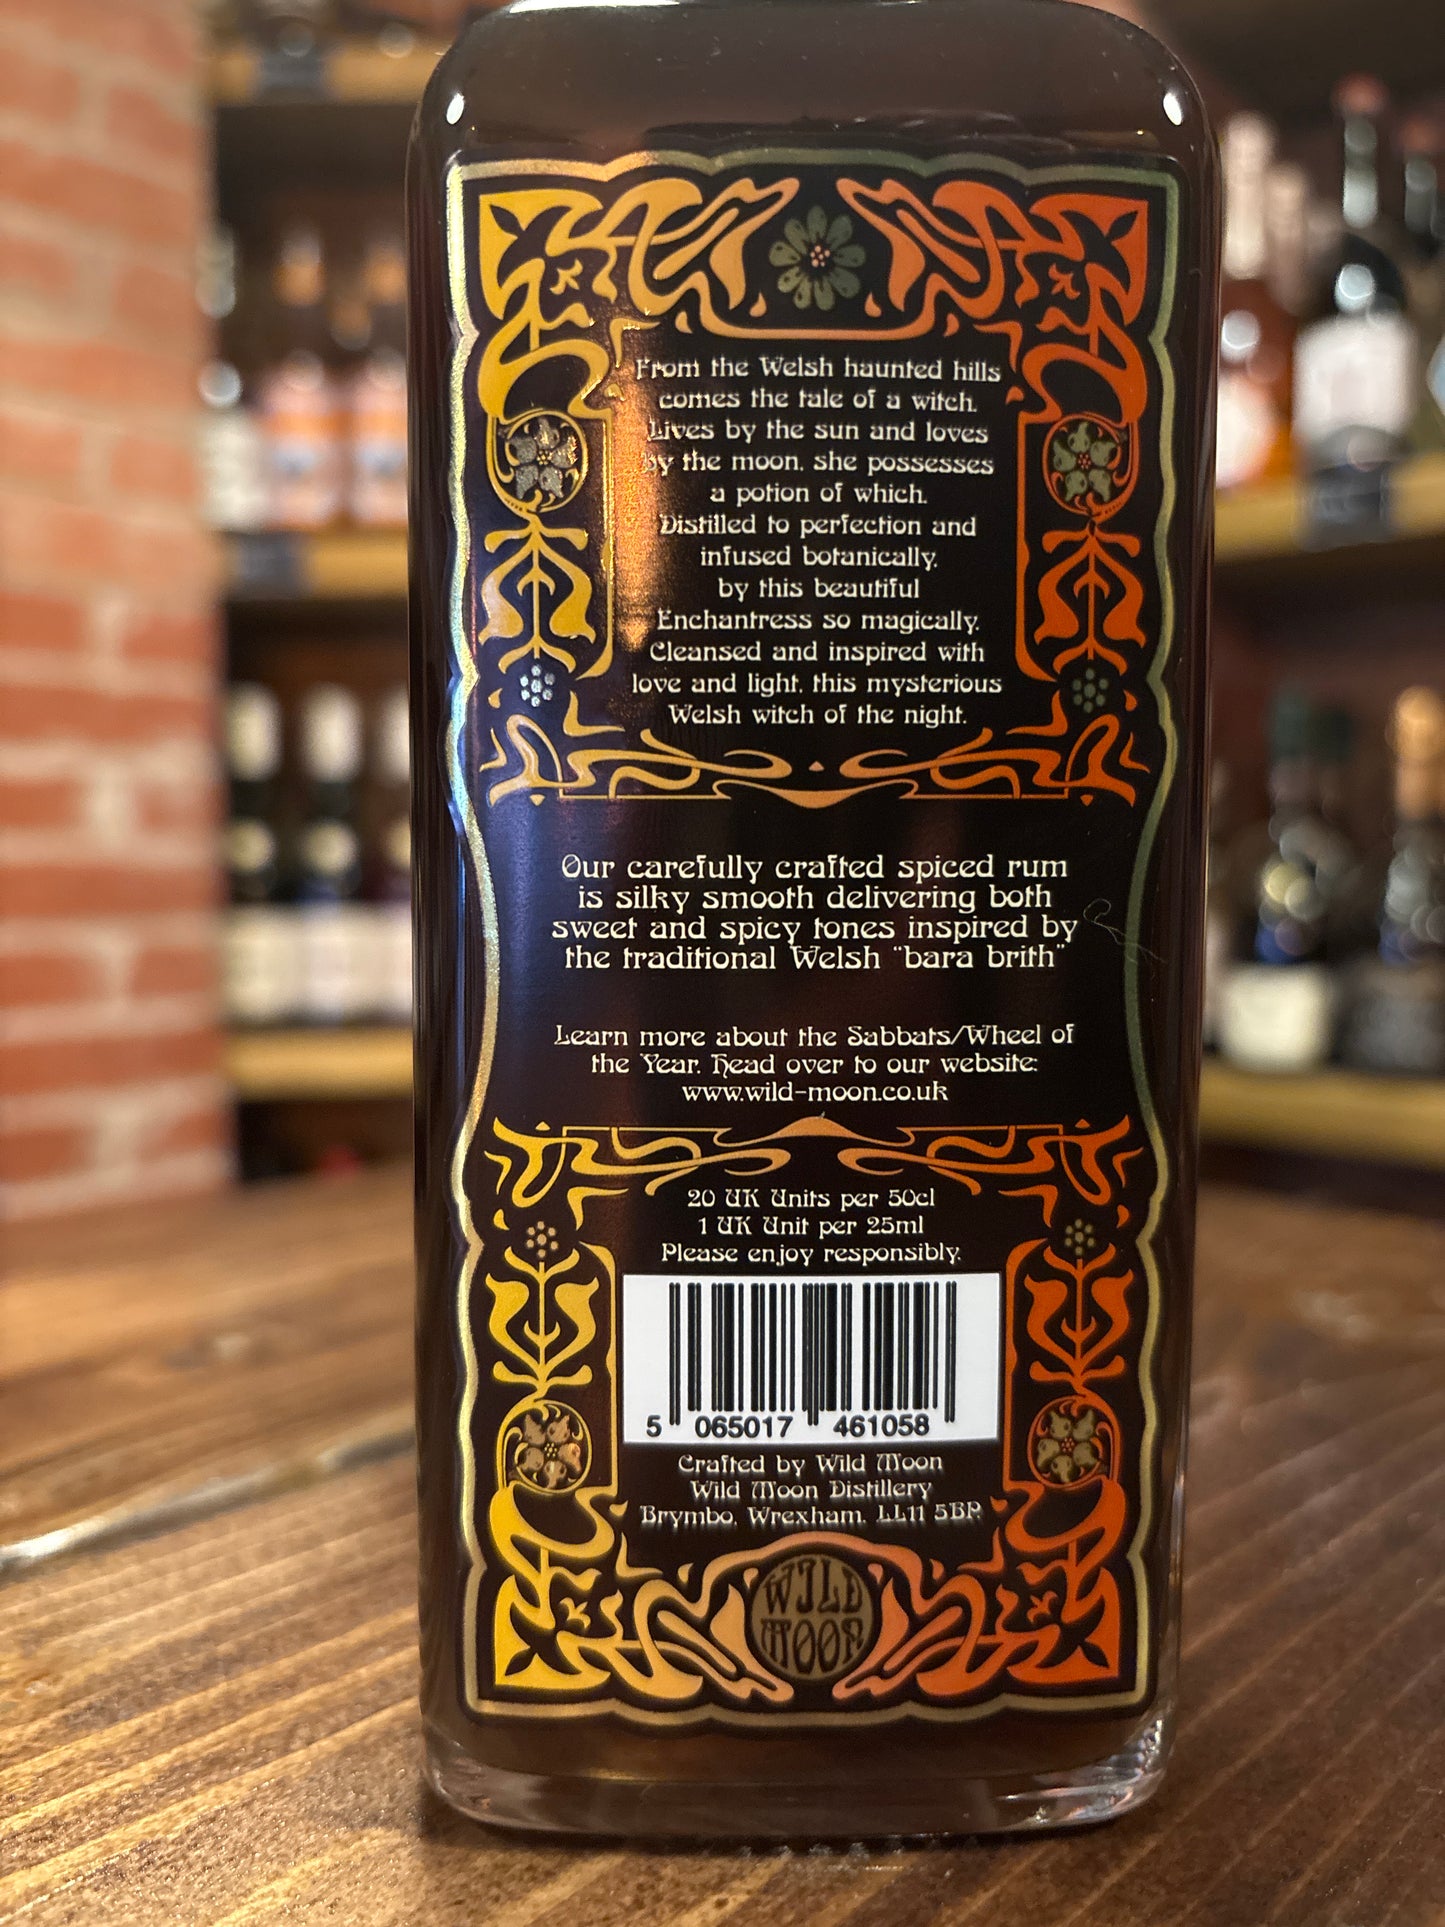 From the Welsh haunted hills
comes the tale of a witch.
Lives by the sun and loves
by the moon, she possesses
a potion of which.
Distilled to perfection and
infused botanically,
by this beautiful
Enchantress so magically.
Cleansed and inspired with
love and light, this mysterious
Welsh witch of the night.
Our carefully crafted spiced rum
is silky smooth delivering both
sweet and spicy tones inspired by
the traditional Welsh "bara brith"
Learn more about the Sabbats/Wheel of
the Year. Head over to our website:
www.wild-moon.co.uk
20 UK Units per 50cl
1 UK Unit per 25ml
Please enjoy responsibly.
5 065017 461058
Crafted by Wild Moon
Wild Moon Distillery
Brymbo, Wrexham, LL11 5BP.
WILD
MOON